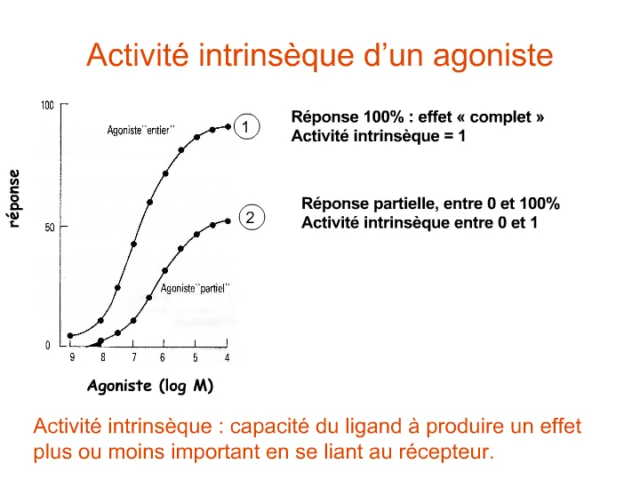 Activité intrinsèque d’un agoniste
100
Agoniste"entier"
1
Réponse 100% : effet « complet »
Activité intrinsèque = 1
réponse
Réponse partielle, entre 0 et 100%
Activité intrinsèque entre 0 et 1
2
50
Agoniste"partiel"
0
9 8 7 6 5 4
Agoniste (log M)
Activité intrinsèque : capacité du ligand à produire un effet
plus ou moins important en se liant au récepteur.